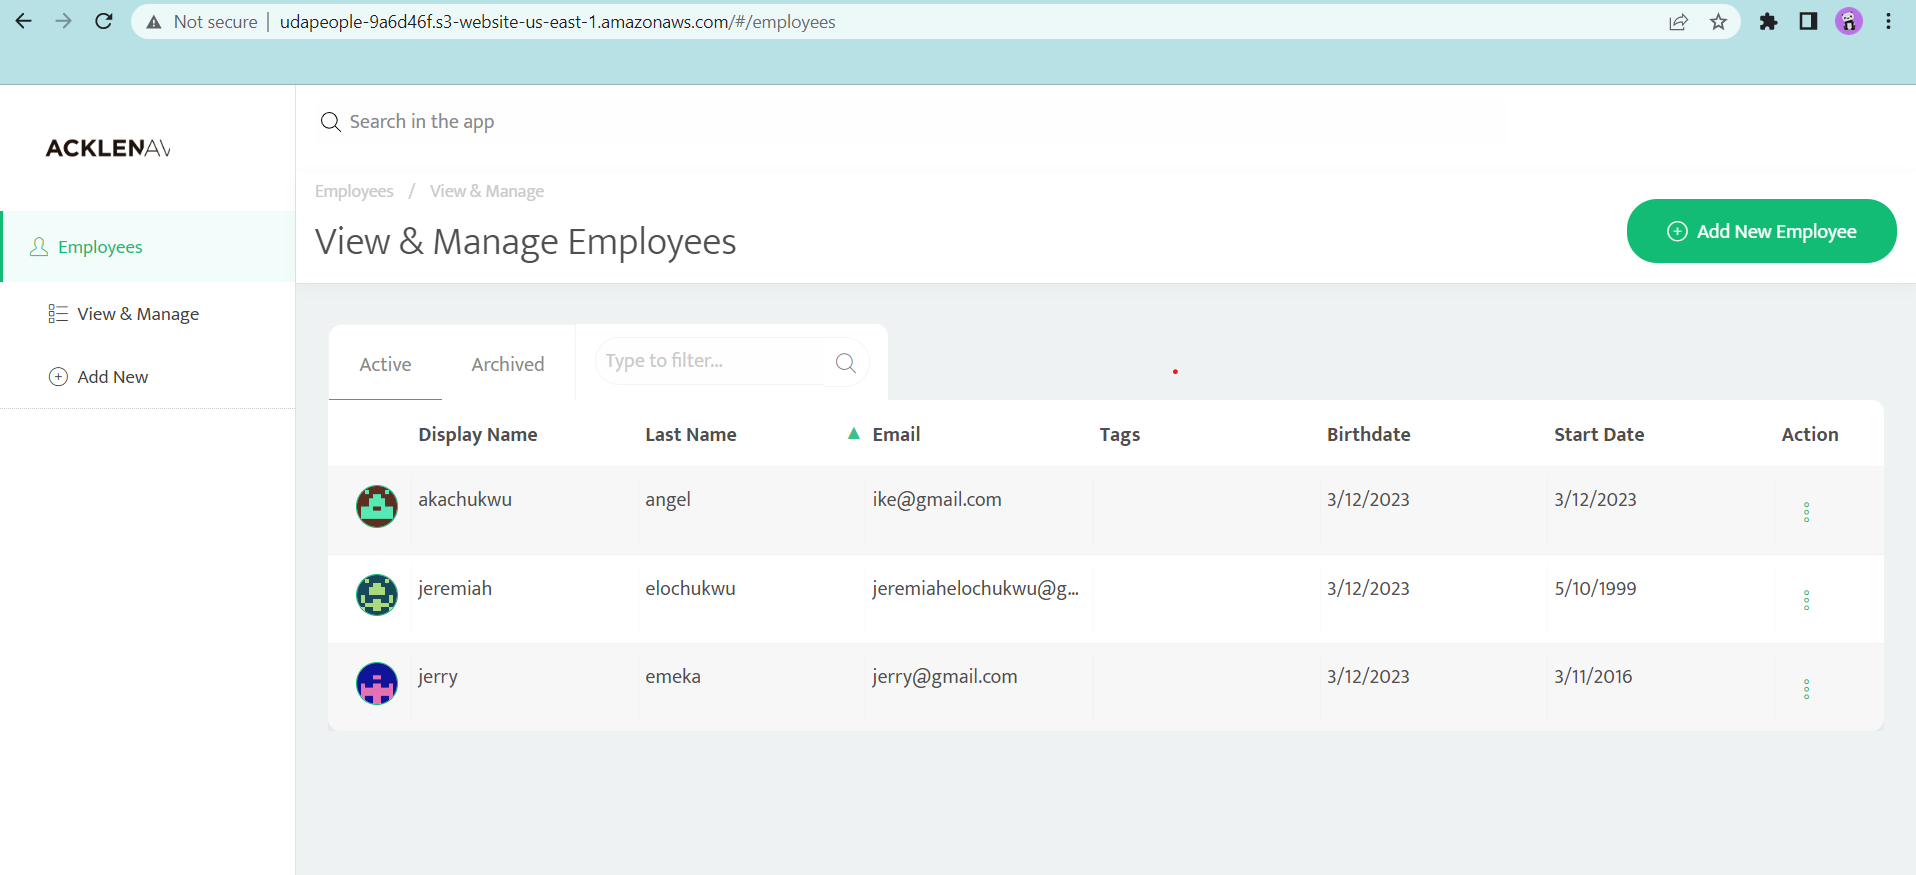 Not secure | udapeople-9a6d46f.s3-website-us-east-1.amazonaws.com/#/employees
ACKLENAV
Search in the app
Employees / View & Manage
View & Manage Employees
Add New Employee
Employees
View & Manage
Add New
Active Archived Type to filter...
Display Name Last Name Email Tags Birthdate Start Date Action
akachukwu angel ike@gmail.com 3/12/2023 3/12/2023
jeremiah elochukwu jeremiahelochukwu@g... 3/12/2023 5/10/1999
jerry emeka jerry@gmail.com 3/12/2023 3/11/2016